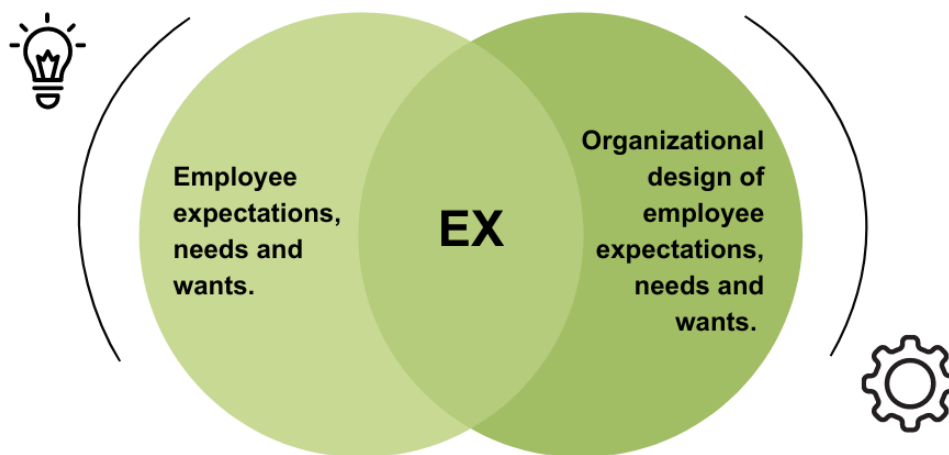 Employee
expectations,
needs and
wants.
EX
Organizational
design of
employee
expectations,
needs and
wants.